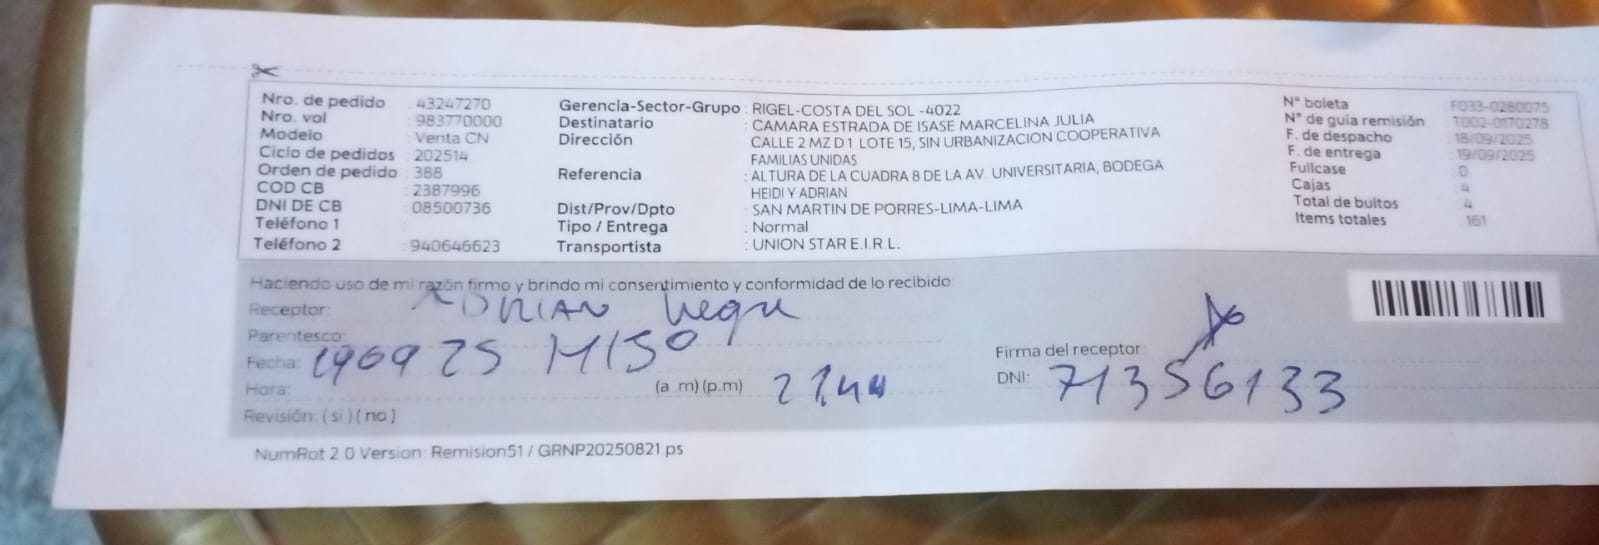 Nro. de pedido : 43247270
Nro. vol : 983770000
Modelo : Venta CN
Ciclo de pedidos : 202514
Orden de pedido : 388
COD CB : 2387996
DNI DE CB : 08500736
Teléfono 1 :
Teléfono 2 : 940646623
Gerencia-Sector-Grupo : RIGEL-COSTA DEL SOL -4022
Destinatario : CAMARA ESTRADA DE ISASE MARCELINA JULIA
Dirección : CALLE 2 MZ D 1 LOTE 15, SIN URBANIZACION COOPERATIVA
FAMILIAS UNIDAS
Referencia : ALTURA DE LA CUADRA 8 DE LA AV. UNIVERSITARIA, BODEGA
HEIDI Y ADRIAN
Dist/Prov/Dpto : SAN MARTIN DE PORRES-LIMA-LIMA
Tipo / Entrega : Normal
Transportista : UNION STAR E.I.R.L.
N° boleta : F033-0280075
N° de guia remisión : T002-0170278
F. de despacho : 18/09/2025
F. de entrega : 19/09/2025
Fullcase : 0
Cajas : 4
Total de bultos : 4
Items totales : 161
Haciendo uso de mi razón firmo y brindo mi consentimiento y conformidad de lo recibido:
Receptor: ADRIAN
Parentesco:
Fecha: 190925
Hora: (a .m) (p.m)
Revisión: ( si ) ( no )
Firma del receptor:
DNI: 71356133
NumRot 2.0 Version: Remision51 / GRNP20250821 ps